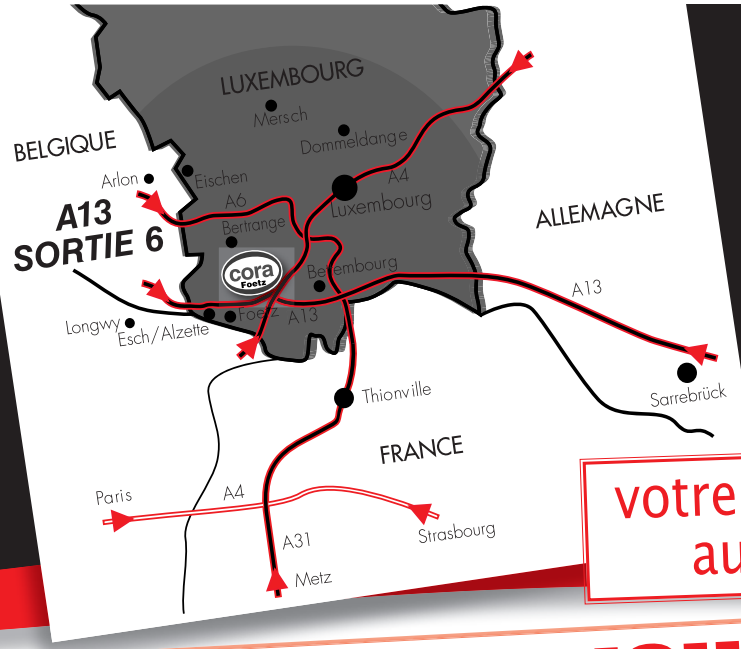 LUXEMBOURG
Mersch
Dommeldange
BELGIQUE
Arlon
Eischen
A4
A6
Luxembourg
A13
SORTIE 6
Bertrange
ALLEMAGNE
cora
Foetz
Bettembourg
A13
Foetz
A13
Longwy
Esch/Alzette
Thionville
Sarrebrück
FRANCE
votre
au
Paris
A4
Strasbourg
A31
Metz